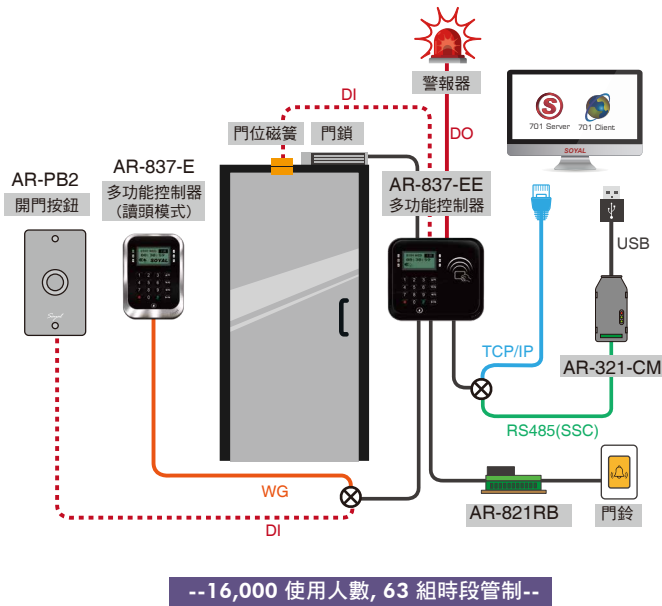 警報器
DI
DO
門位磁簧
門鎖
701 Server
701 Client
SOYAL
AR-PB2
開門按鈕
AR-837-E
多功能控制器
(讀頭模式)
AR-837-EE
多功能控制器
SOYAL
Soyal
USB
TCP/IP
AR-321-CM
RS485(SSC)
WG
DI
AR-821RB
門鈴
--16,000 使用人數, 63 組時段管制--